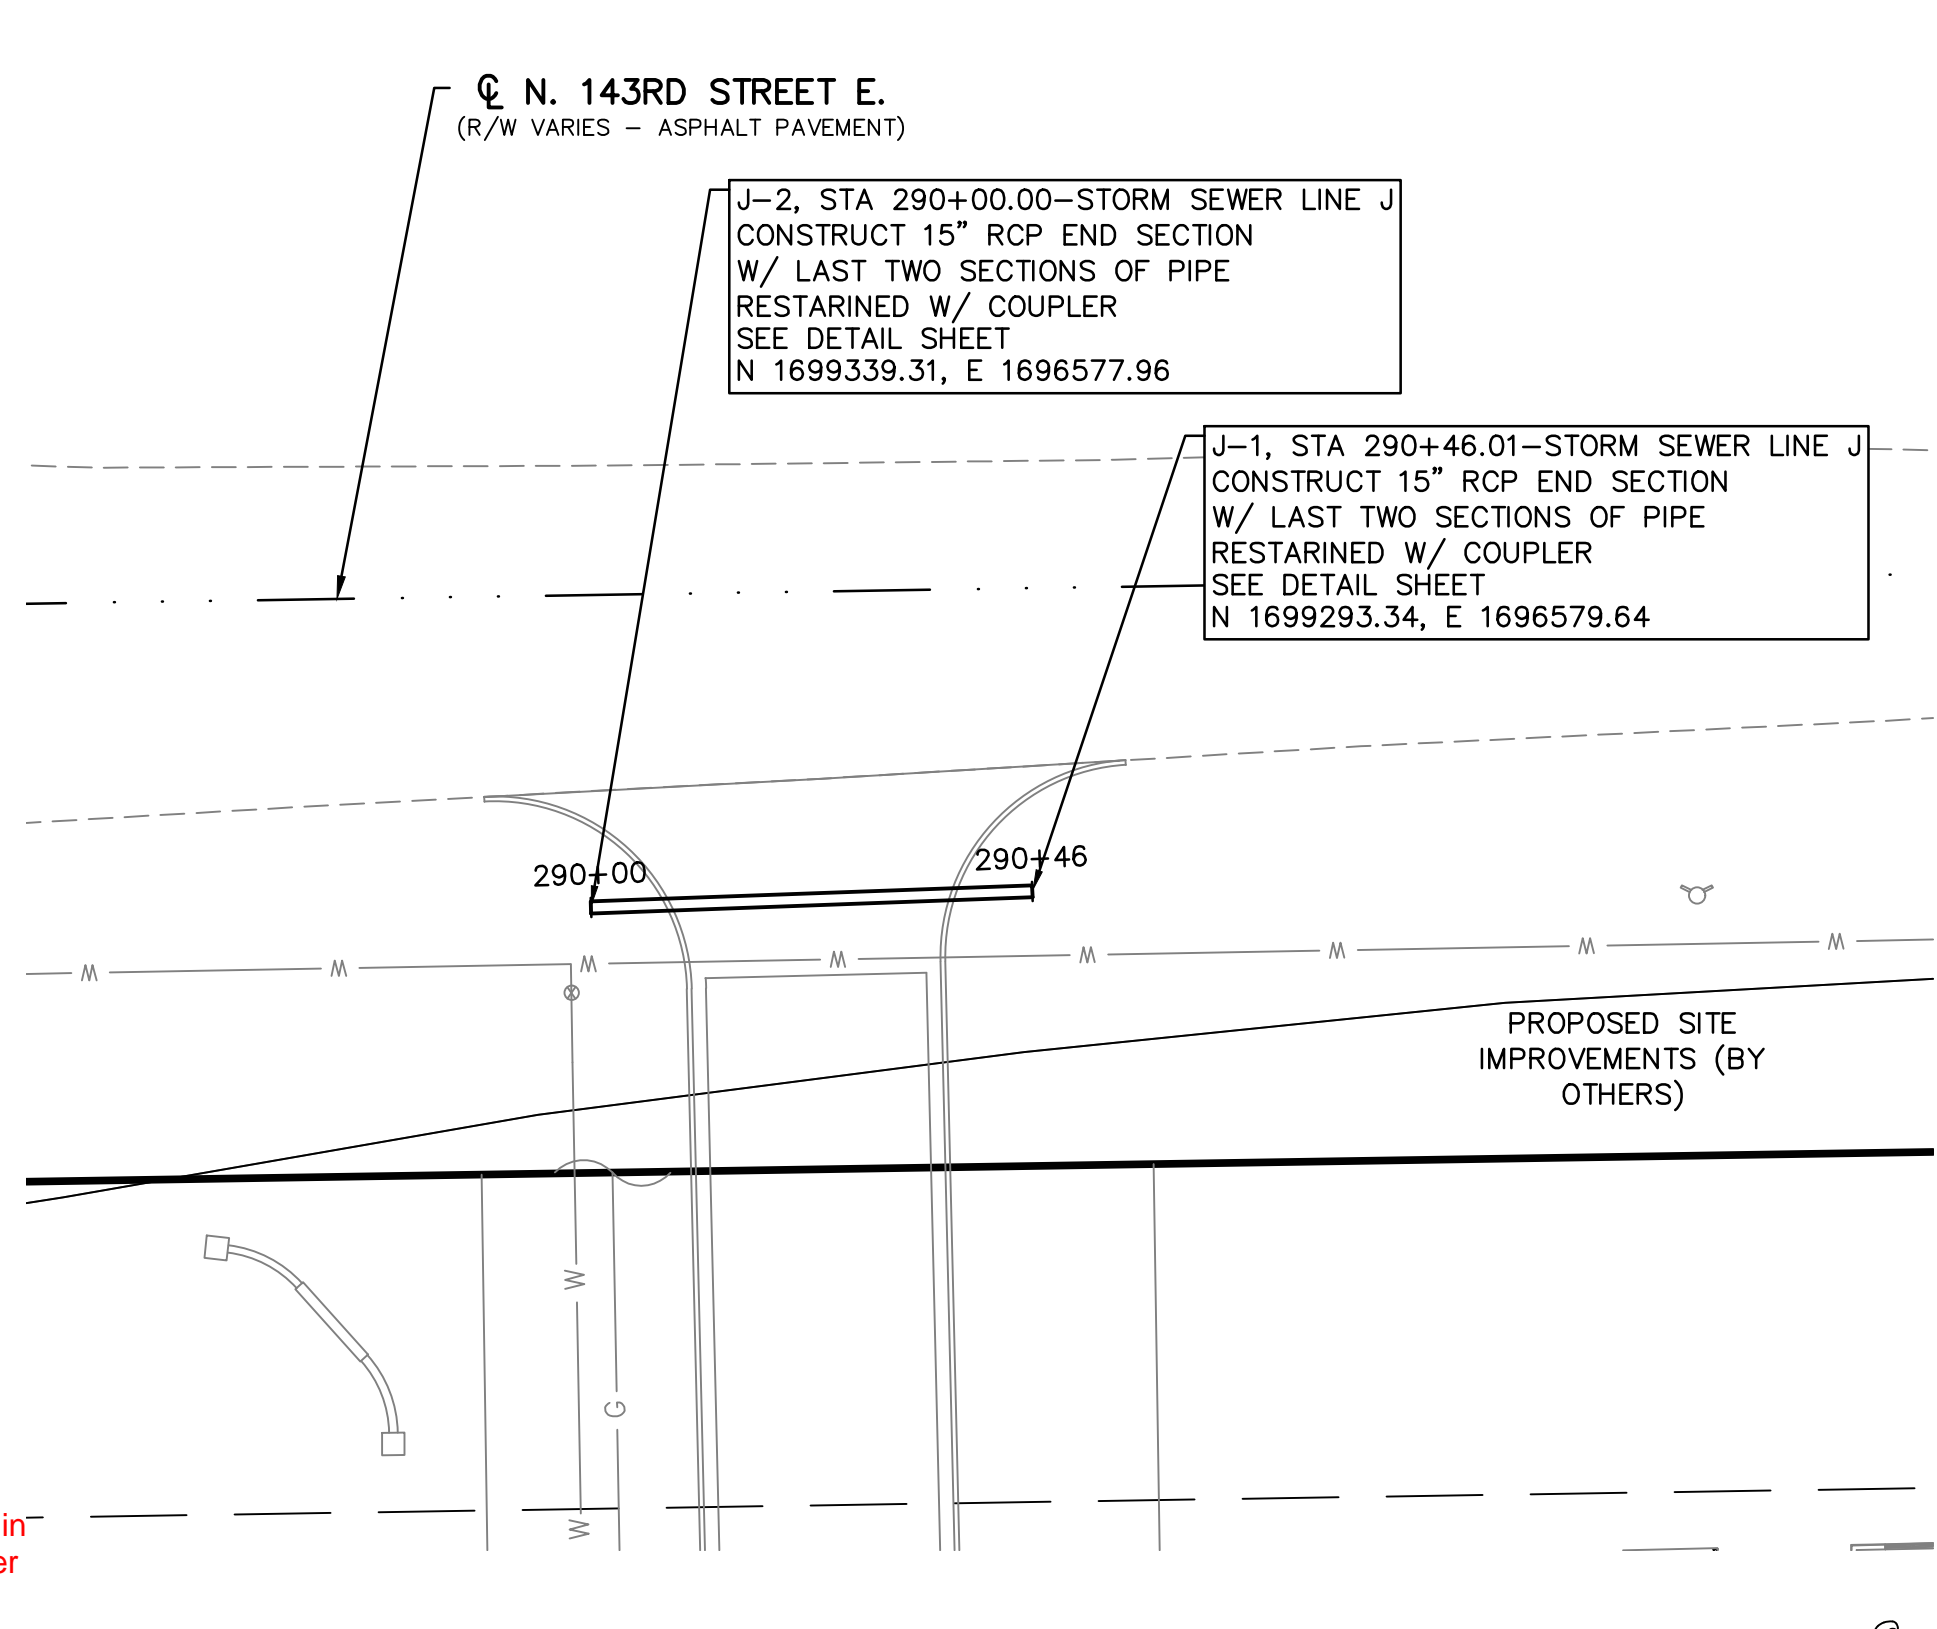 ℄ N. 143RD STREET E.
(R/W VARIES – ASPHALT PAVEMENT)
J–2, STA 290+00.00–STORM SEWER LINE J
CONSTRUCT 15" RCP END SECTION
W/ LAST TWO SECTIONS OF PIPE
RESTARINED W/ COUPLER
SEE DETAIL SHEET
N 1699339.31, E 1696577.96
J–1, STA 290+46.01–STORM SEWER LINE J
CONSTRUCT 15" RCP END SECTION
W/ LAST TWO SECTIONS OF PIPE
RESTARINED W/ COUPLER
SEE DETAIL SHEET
N 1699293.34, E 1696579.64
290+00
290+46
W W W W W W W W
PROPOSED SITE
IMPROVEMENTS (BY
OTHERS)
W
G
W
in
er